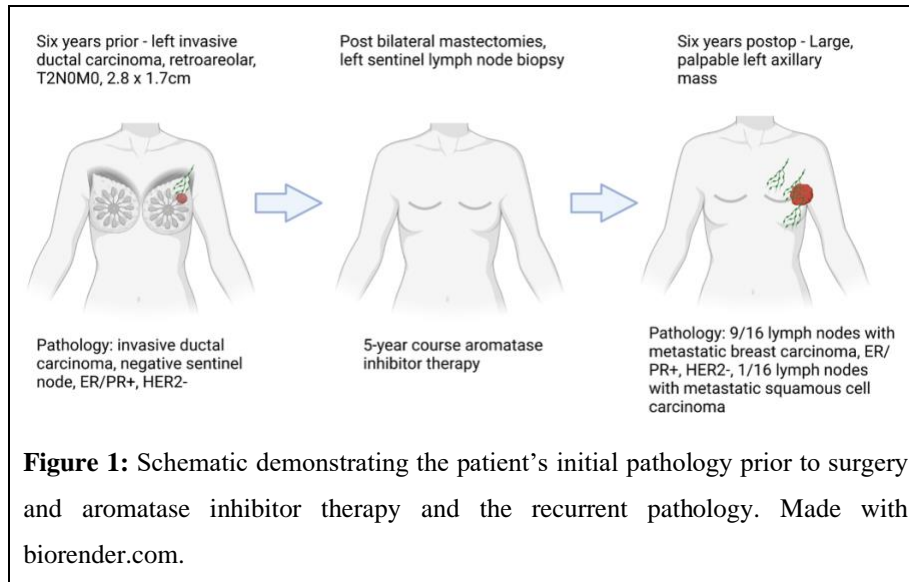 Six years prior - left invasive
ductal carcinoma, retroareolar,
T2N0M0, 2.8 x 1.7cm
Post bilateral mastectomies,
left sentinel lymph node biopsy
Six years postop - Large,
palpable left axillary
mass
Pathology: invasive ductal
carcinoma, negative sentinel
node, ER/PR+, HER2-
5-year course aromatase
inhibitor therapy
Pathology: 9/16 lymph nodes with
metastatic breast carcinoma, ER/
PR+, HER2-, 1/16 lymph nodes
with metastatic squamous cell
carcinoma
Figure 1: Schematic demonstrating the patient’s initial pathology prior to surgery
and aromatase inhibitor therapy and the recurrent pathology. Made with
biorender.com.